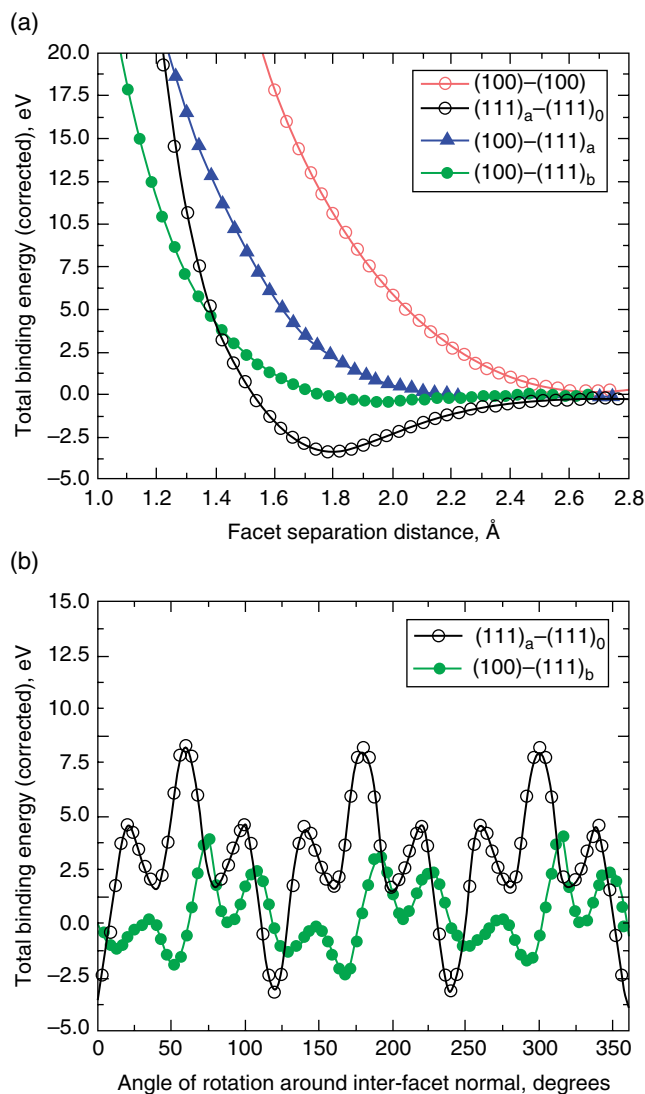 (a)
20.0
17.5
15.0
12.5
10.0
7.5
5.0
2.5
0.0
−2.5
−5.0
Total binding energy (corrected), eV
(100)–(100)
(111)a–(111)0
(100)–(111)a
(100)–(111)b
1.0 1.2 1.4 1.6 1.8 2.0 2.2 2.4 2.6 2.8
Facet separation distance, Å
(b)
15.0
12.5
10.0
7.5
5.0
2.5
0.0
−2.5
−5.0
Total binding energy (corrected), eV
(111)a–(111)0
(100)–(111)b
0 50 100 150 200 250 300 350
Angle of rotation around inter-facet normal, degrees